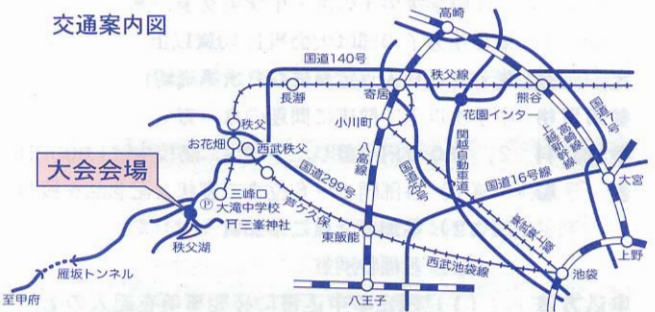 交通案内図
高崎
国道140号
秩父線
長瀞
寄居
熊谷
花園インター
国道17号
高崎線
上越新幹線
秩父
小川町
お花畑
西武秩父
関越自動車道
国道254号
国道16号線
大宮
大会会場
八高線
国道299号
芦ケ久保
三峰口
Ⓟ
大滝中学校
三峯神社
秩父湖
東飯能
東武東上線
上野
西武池袋線
池袋
雁坂トンネル
至甲府
八王子